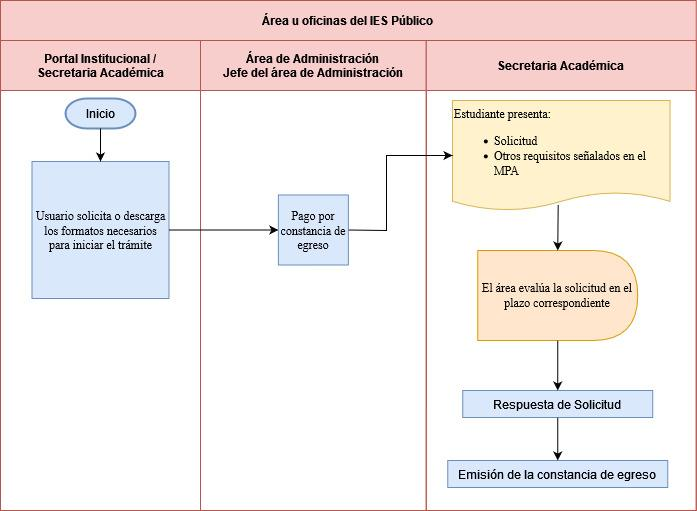 Área u oficinas del IES Público
Portal Institucional /
Secretaria Académica
Área de Administración
Jefe del área de Administración
Secretaria Académica
Inicio
Usuario solicita o descarga
los formatos necesarios
para iniciar el trámite
Pago por
constancia de
egreso
Estudiante presenta:
• Solicitud
• Otros requisitos señalados en el
MPA
El área evalúa la solicitud en el
plazo correspondiente
Respuesta de Solicitud
Emisión de la constancia de egreso